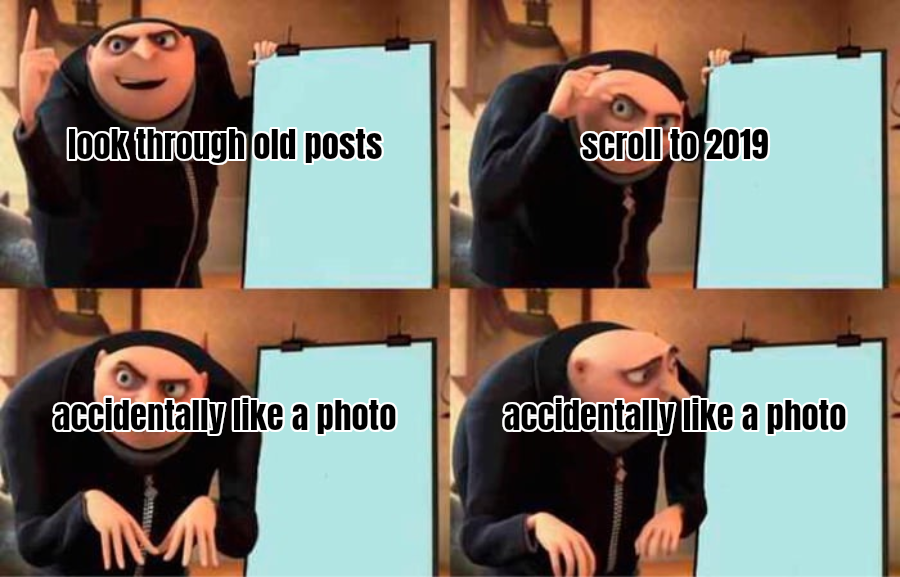 look through old posts
scroll to 2019
accidentally like a photo
accidentally like a photo